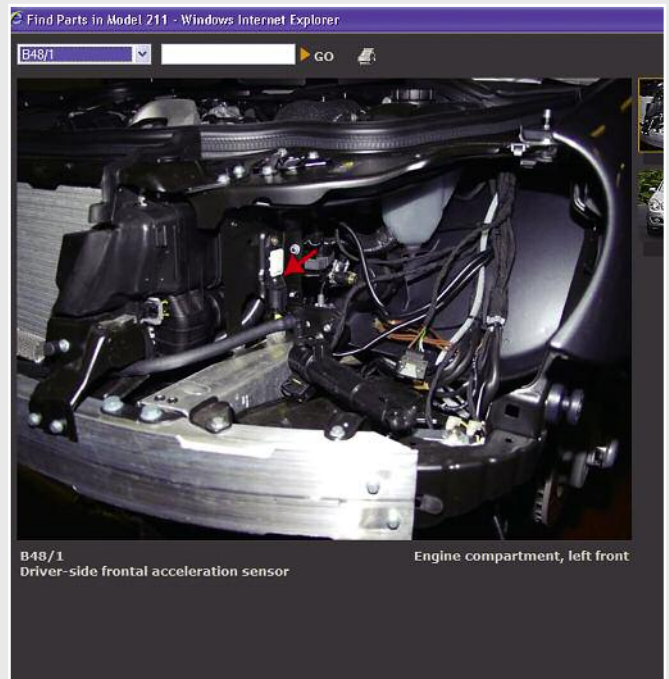 Find Parts in Model 211 - Windows Internet Explorer
B48/1
GO
B48/1
Engine compartment, left front
Driver-side frontal acceleration sensor